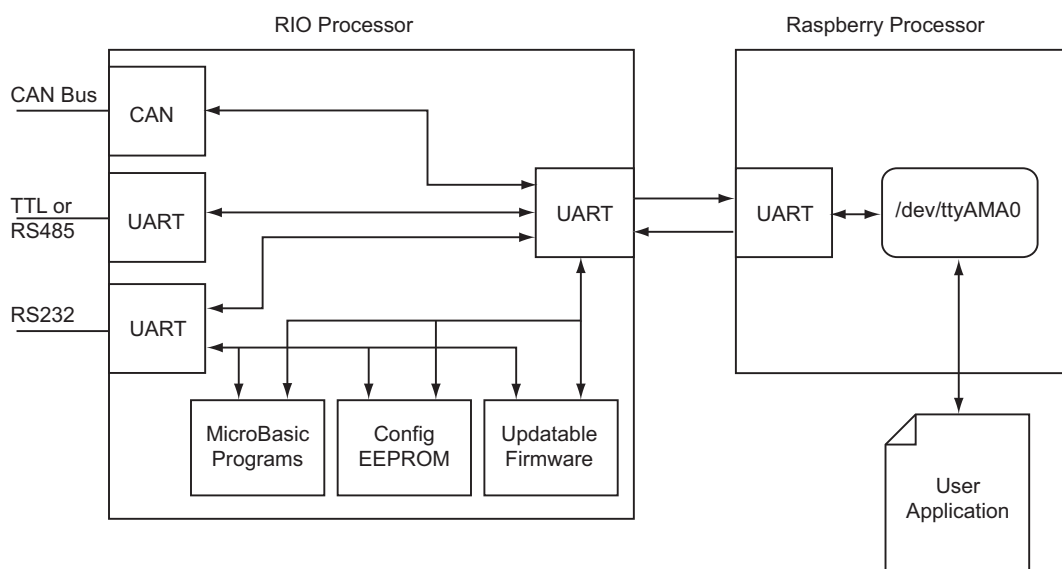 RIO Processor
Raspberry Processor
CAN Bus
CAN
TTL or
RS485
UART
UART
UART
/dev/ttyAMA0
RS232
UART
MicroBasic
Programs
Config
EEPROM
Updatable
Firmware
User
Application